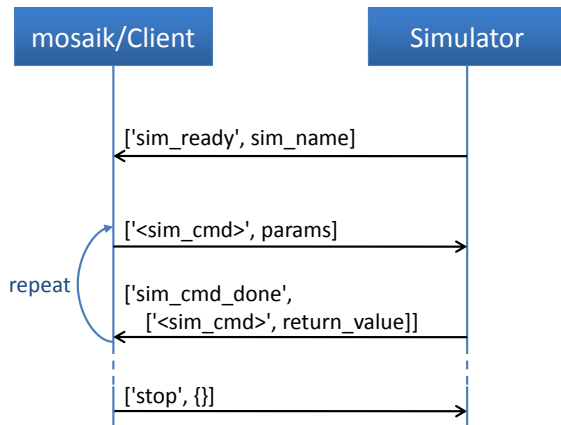 mosaik/Client
Simulator
['sim_ready', sim_name]
['<sim_cmd>', params]
repeat
['sim_cmd_done',
['<sim_cmd>', return_value]]
['stop', {}]